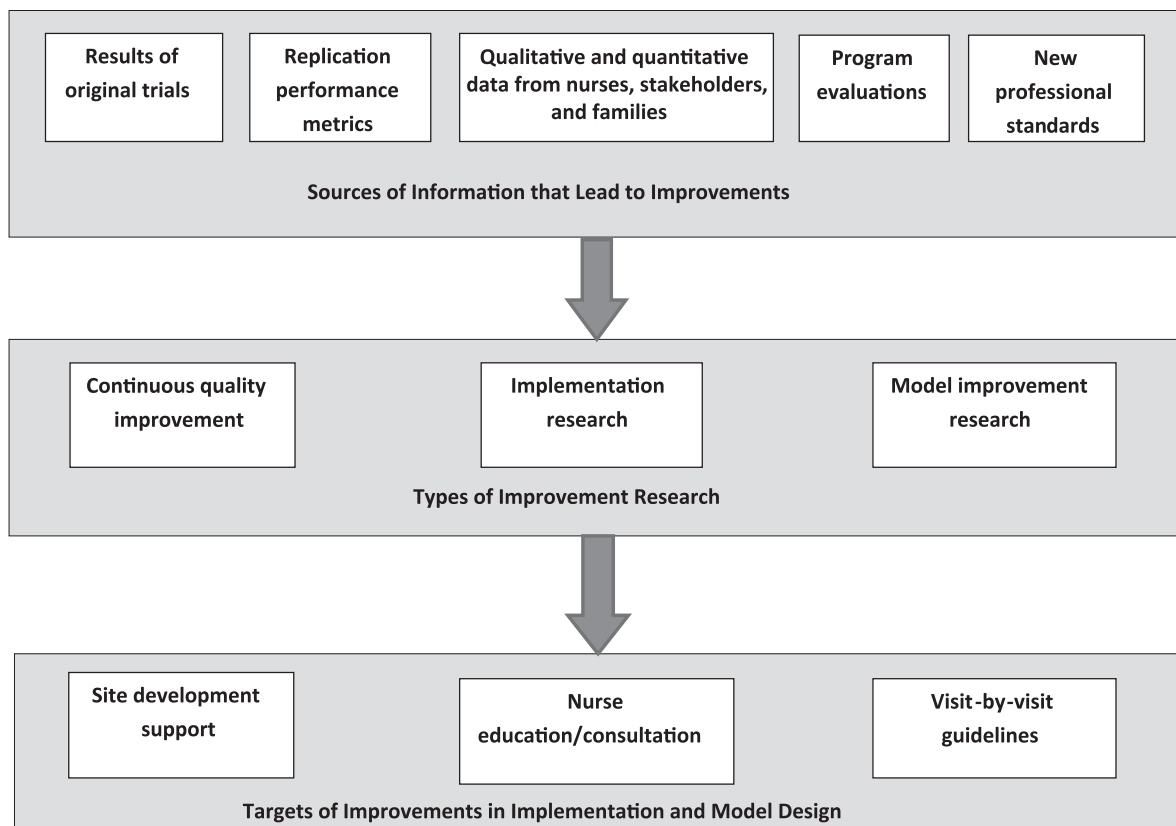 Results of
original trials
Replication
performance
metrics
Qualitative and quantitative
data from nurses, stakeholders,
and families
Program
evaluations
New
professional
standards
Sources of Information that Lead to Improvements
Continuous quality
improvement
Implementation
research
Model improvement
research
Types of Improvement Research
Site development
support
Nurse
education/consultation
Visit-by-visit
guidelines
Targets of Improvements in Implementation and Model Design